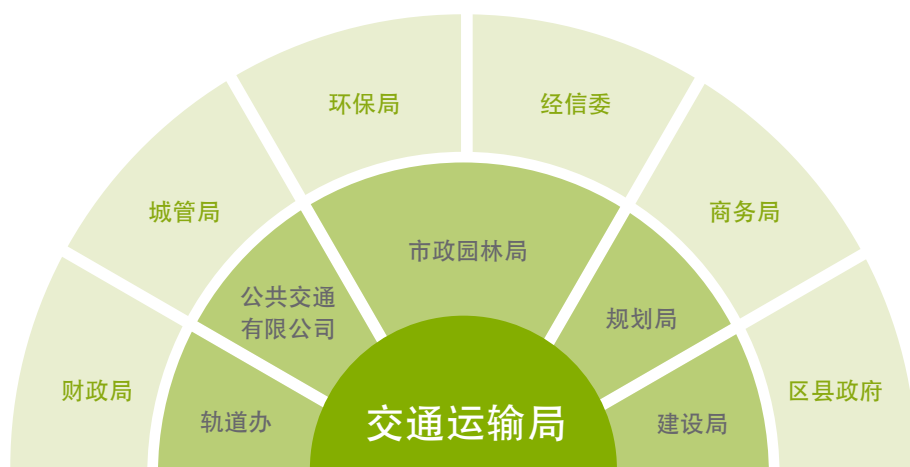 环保局
经信委
城管局
商务局
市政园林局
公共交通
有限公司
规划局
财政局
区县政府
轨道办
建设局
交通运输局